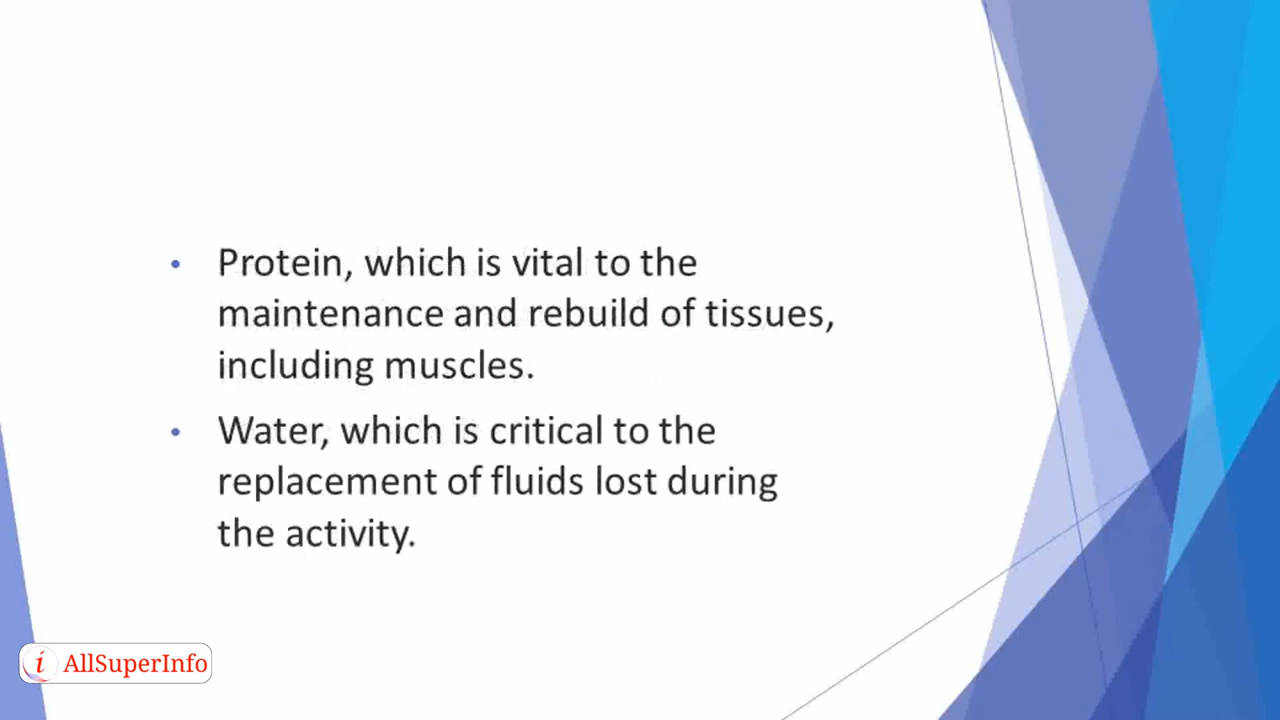 • Protein, which is vital to the
maintenance and rebuild of tissues,
including muscles.
• Water, which is critical to the
replacement of fluids lost during
the activity.
i AllSuperInfo